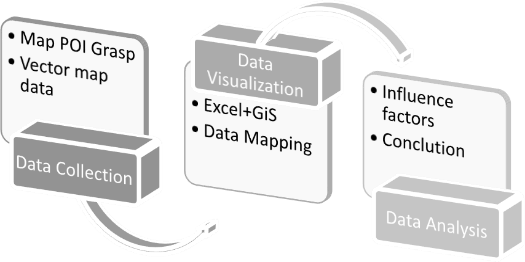 • Map POI Grasp
• Vector map
data
Data Collection
Data
Visualization
• Excel+GiS
• Data Mapping
• Influence
factors
• Conclution
Data Analysis